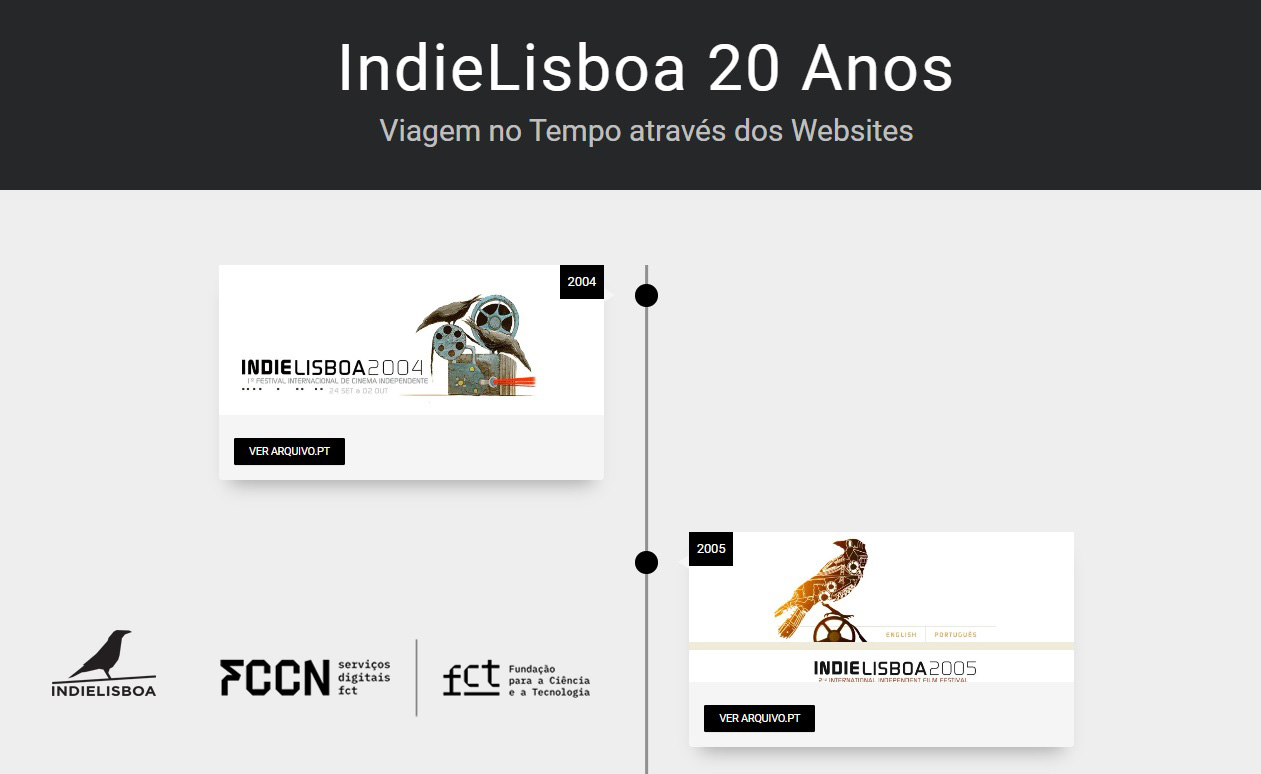 IndieLisboa 20 Anos
Viagem no Tempo através dos Websites
2004
INDIELISBOA2004
1º FESTIVAL INTERNACIONAL DE CINEMA INDEPENDENTE
24 SET a 02 OUT
VER ARQUIVO.PT
2005
ENGLISH PORTUGUÊS
INDIELISBOA2005
2nd INTERNATIONAL INDEPENDENT FILM FESTIVAL
VER ARQUIVO.PT
INDIELISBOA
FCCN
serviços
digitais
fct
fct
Fundação
para a Ciência
e a Tecnologia